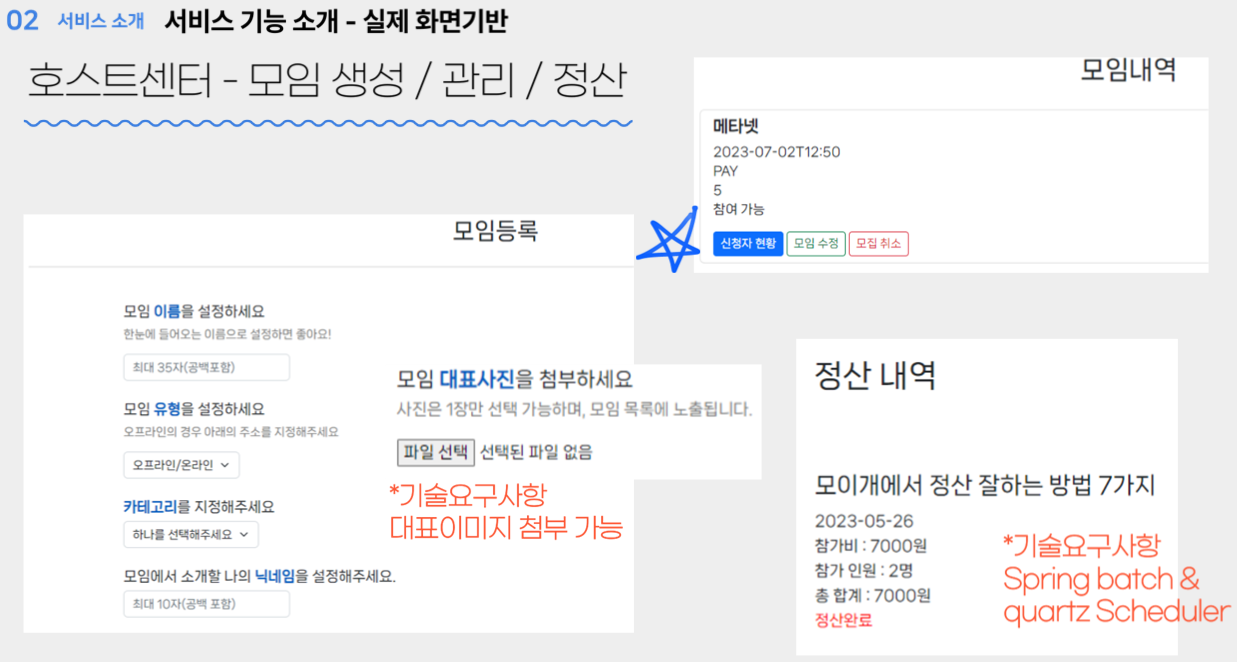 02 서비스 소개 서비스 기능 소개 - 실제 화면기반
호스트센터 - 모임 생성 / 관리 / 정산
모임내역
메타넷
2023-07-02T12:50
PAY
5
참여 가능
신청자 현황 모임 수정 모집 취소
모임등록
모임 이름을 설정하세요
한눈에 들어오는 이름으로 설정하면 좋아요!
최대 35자(공백포함)
모임 유형을 설정하세요
오프라인의 경우 아래의 주소를 지정해주세요
오프라인/온라인
카테고리를 지정해주세요
하나를 선택해주세요
모임에서 소개할 나의 닉네임을 설정해주세요.
최대 10자(공백 포함)
모임 대표사진을 첨부하세요
사진은 1장만 선택 가능하며, 모임 목록에 노출됩니다.
파일 선택 선택된 파일 없음
*기술요구사항
대표이미지 첨부 가능
정산 내역
모이개에서 정산 잘하는 방법 7가지
2023-05-26
참가비 : 7000원
참가 인원 : 2명
총 합계 : 7000원
정산완료
*기술요구사항
Spring batch &
quartz Scheduler